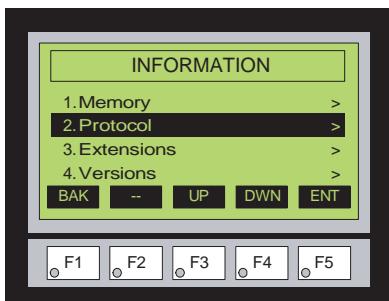 INFORMATION
1.Memory >
2.Protocol >
3.Extensions >
4.Versions >
BAK -- UP DWN ENT
F1 F2 F3 F4 F5